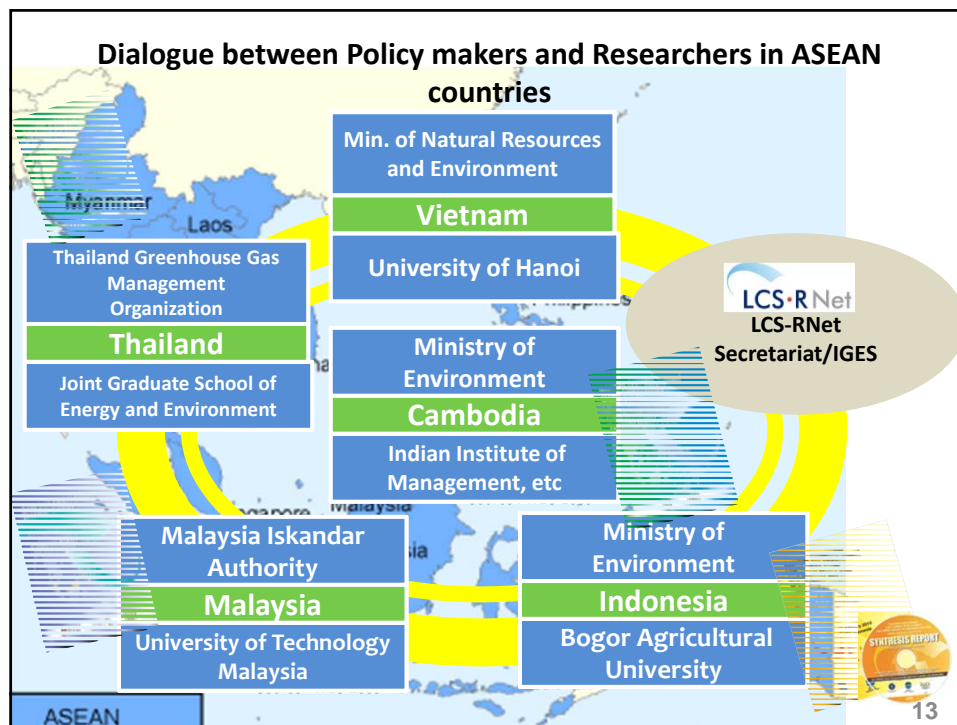 Dialogue between Policy makers and Researchers in ASEAN
countries
Min. of Natural Resources
and Environment
Vietnam
University of Hanoi
Myanmar
Laos
Thailand Greenhouse Gas
Management
Organization
Thailand
Joint Graduate School of
Energy and Environment
LCS·RNet
LCS-RNet
Secretariat/IGES
Ministry of
Environment
Cambodia
Indian Institute of
Management, etc
Malaysia Iskandar
Authority
Malaysia
University of Technology
Malaysia
Ministry of
Environment
Indonesia
Bogor Agricultural
University
SYNTHESIS REPORT
ASEAN
13